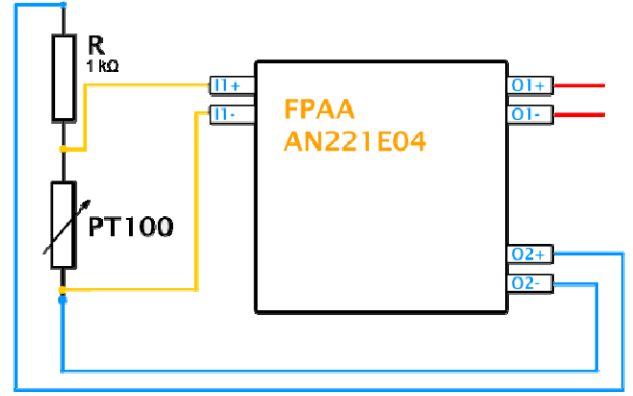 R
1 kΩ
I1+
I1-
FPAA
AN221E04
O1+
O1-
PT100
O2+
O2-